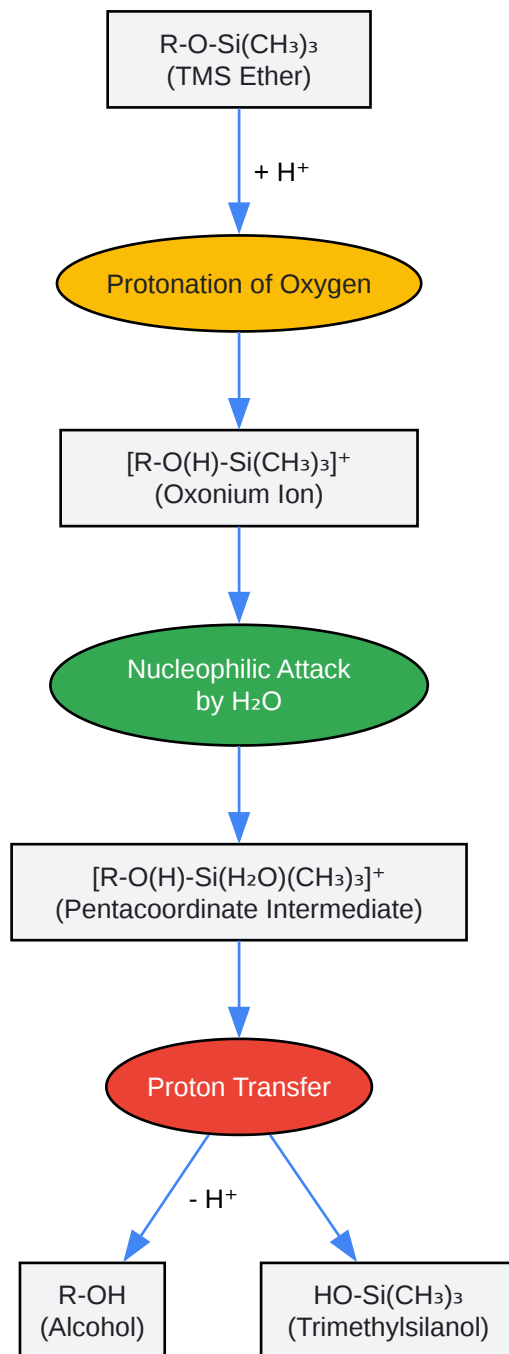 R-O-Si(CH₃)₃
(TMS Ether)
+ H⁺
Protonation of Oxygen
[R-O(H)-Si(CH₃)₃]⁺
(Oxonium Ion)
Nucleophilic Attack
by H₂O
[R-O(H)-Si(H₂O)(CH₃)₃]⁺
(Pentacoordinate Intermediate)
Proton Transfer
- H⁺
R-OH
(Alcohol)
HO-Si(CH₃)₃
(Trimethylsilanol)